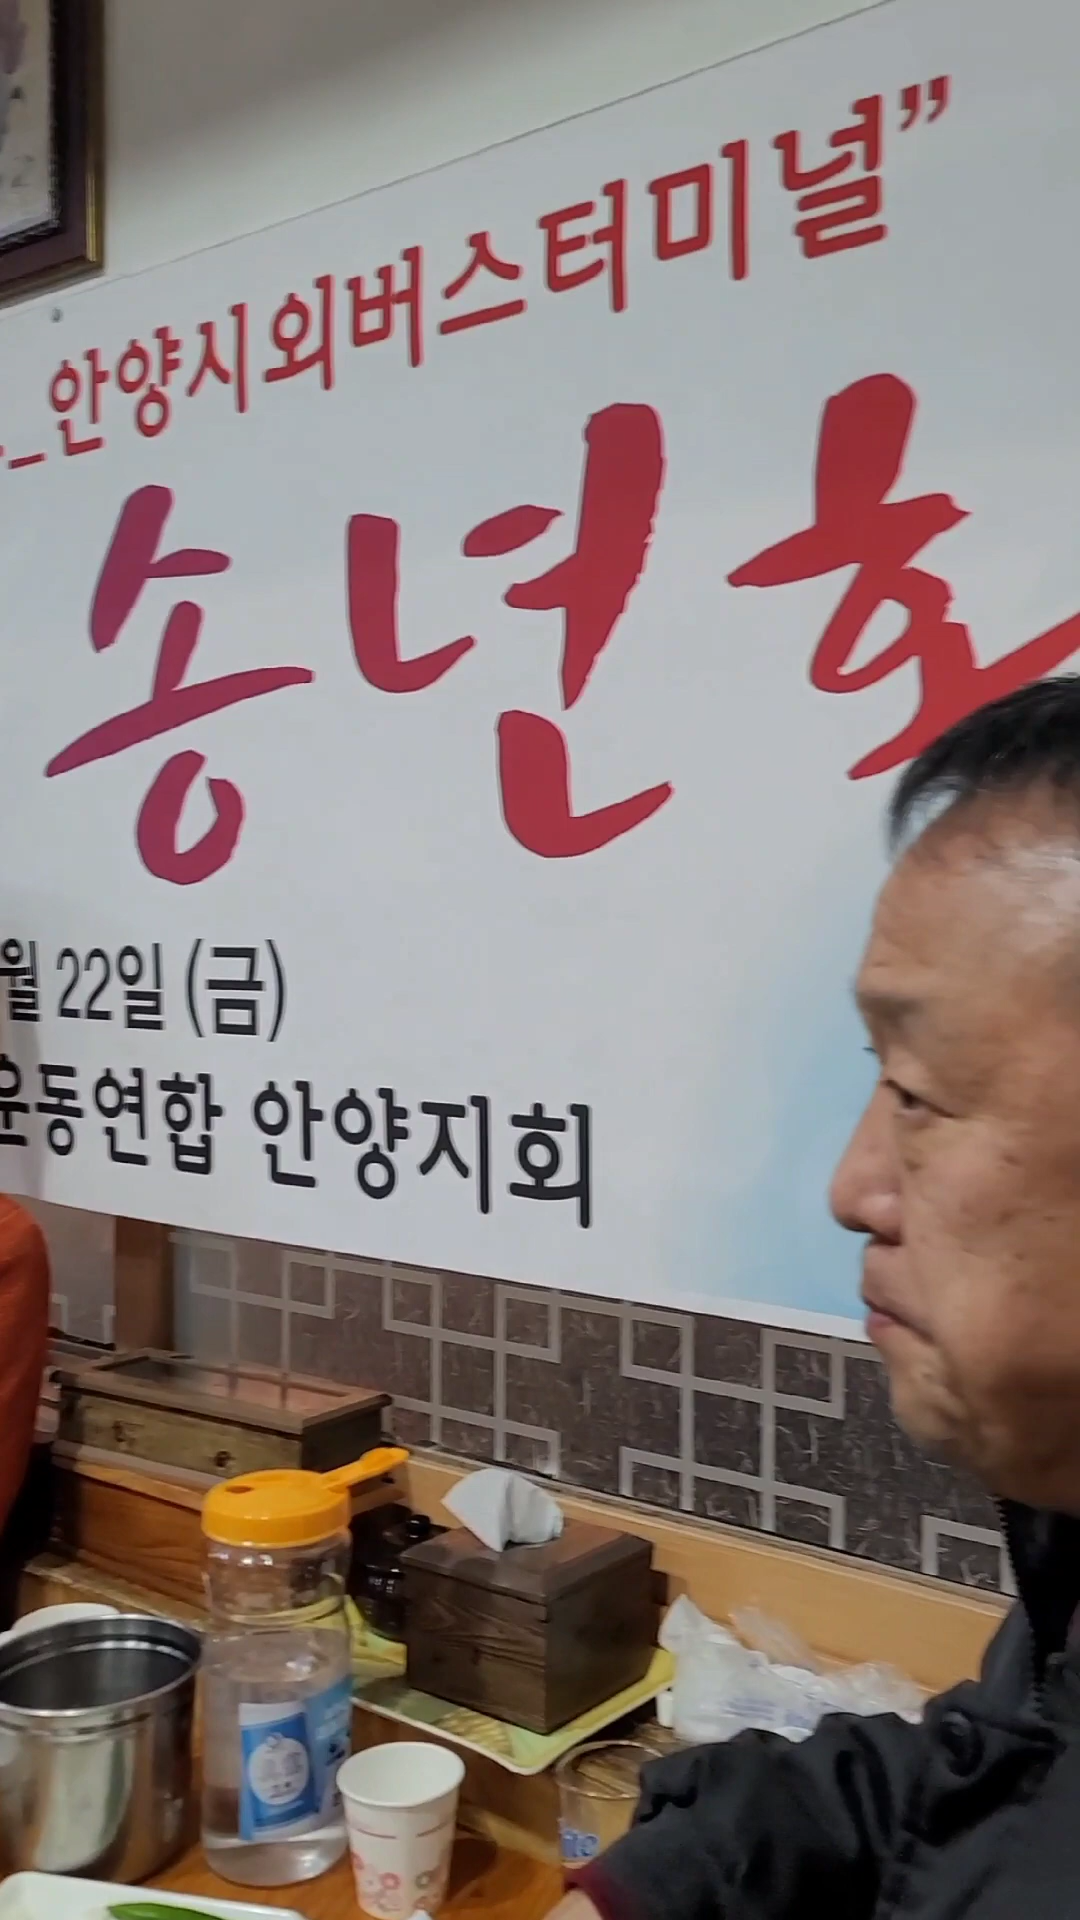 _안양시외버스터미널”
송년회
월 22일 (금)
운동연합 안양지회